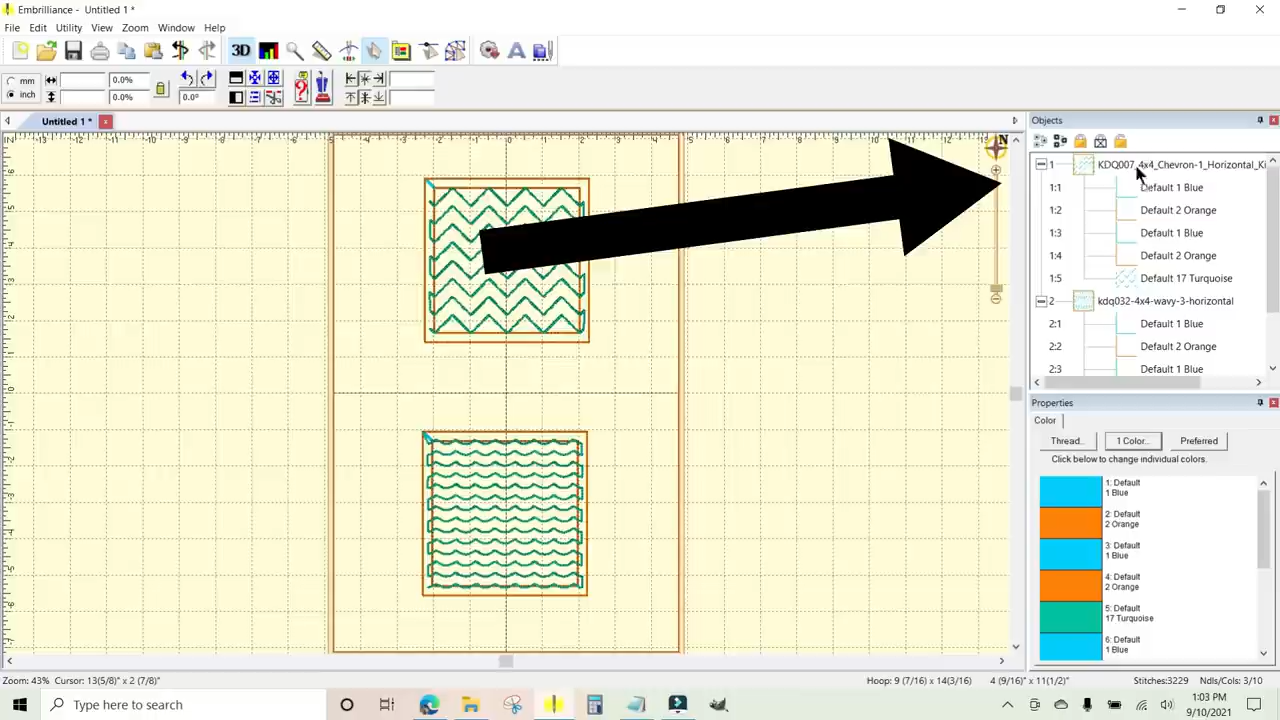 Embrilliance - Untitled 1 *
File Edit Utility View Zoom Window Help
3D
mm
inch
0.0%
0.0%
0.0°
Untitled 1 *
Objects
1 KDQ007_4x4_Chevron-1_Horizontal_Ki
1:1 Default 1 Blue
1:2 Default 2 Orange
1:3 Default 1 Blue
1:4 Default 2 Orange
1:5 Default 17 Turquoise
2 kdq032-4x4-wavy-3-horizontal
2:1 Default 1 Blue
2:2 Default 2 Orange
2:3 Default 1 Blue
Properties
Color
Thread... 1 Color... Preferred
Click below to change individual colors.
1: Default
1 Blue
2: Default
2 Orange
3: Default
1 Blue
4: Default
2 Orange
5: Default
17 Turquoise
6: Default
1 Blue
N
Zoom: 43% Cursor: 13(5/8)" x 2 (7/8)" Hoop: 9 (7/16) x 14(3/16) 4 (9/16)" x 11(1/2)" Stitches:3229 Ndls/Cols: 3/10
Type here to search
1:03 PM
9/10/2021